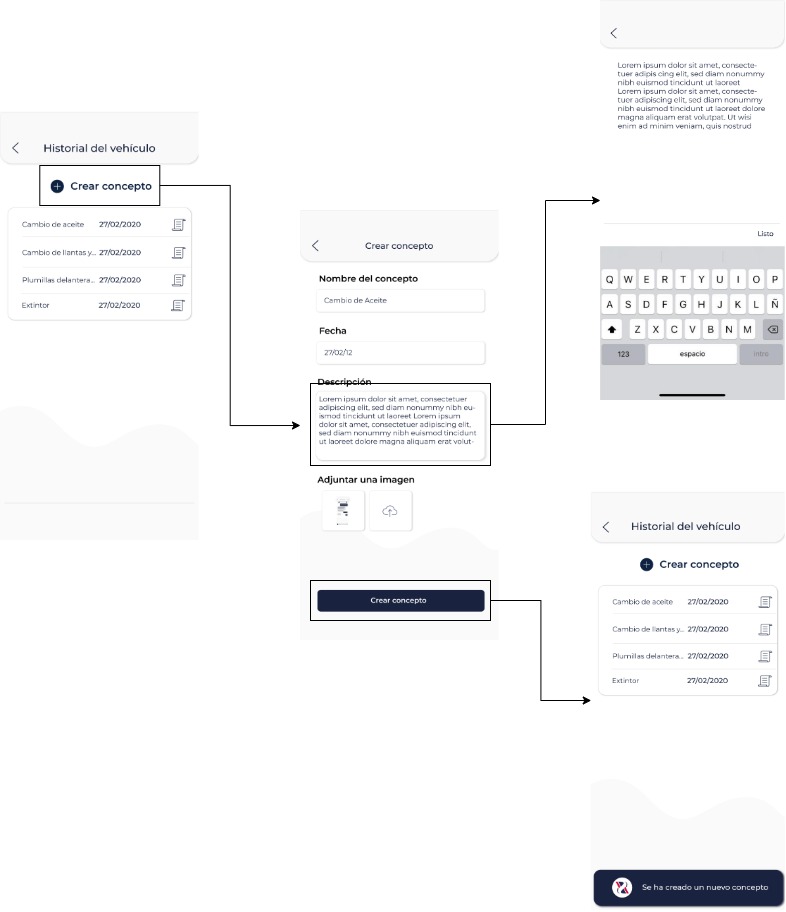 Historial del vehículo
Crear concepto
Cambio de aceite 27/02/2020
Cambio de llantas y... 27/02/2020
Plumillas delantera... 27/02/2020
Extintor 27/02/2020
Crear concepto
Nombre del concepto
Cambio de Aceite
Fecha
27/02/12
Descripción
Lorem ipsum dolor sit amet, consectetuer
adipiscing elit, sed diam nonummy nibh eu-
ismod tincidunt ut laoreet Lorem ipsum
dolor sit amet, consectetuer adipiscing elit,
sed diam nonummy nibh euismod tincidunt
ut laoreet dolore magna aliquam erat volut-
Adjuntar una imagen
Crear concepto
Lorem ipsum dolor sit amet, consecte-
tuer adipis cing elit, sed diam nonummy
nibh euismod tincidunt ut laoreet
Lorem ipsum dolor sit amet, consecte-
tuer adipiscing elit, sed diam nonummy
nibh euismod tincidunt ut laoreet dolore
magna aliquam erat volutpat. Ut wisi
enim ad minim veniam, quis nostrud
Listo
Q W E R T Y U I O P
A S D F G H J K L Ñ
Z X C V B N M
123 espacio intro
Historial del vehículo
Crear concepto
Cambio de aceite 27/02/2020
Cambio de llantas y... 27/02/2020
Plumillas delantera... 27/02/2020
Extintor 27/02/2020
Se ha creado un nuevo concepto